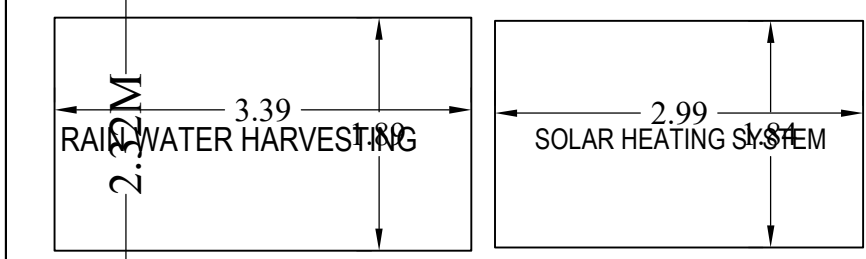 3.39
1.89
RAIN WATER HARVESTING
2.32M
2.99
1.84
SOLAR HEATING SYSTEM